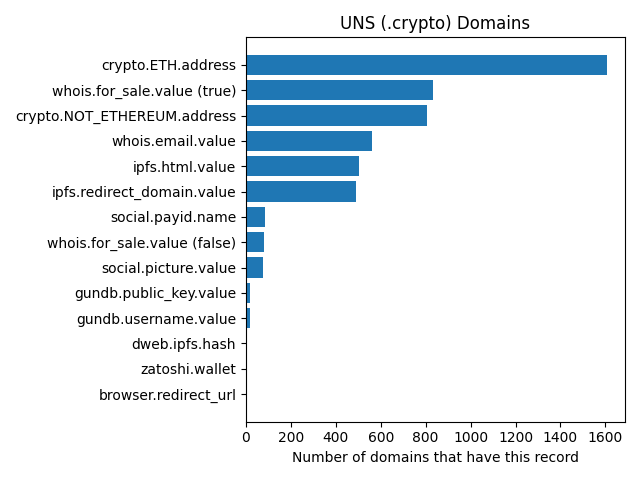 UNS (.crypto) Domains
crypto.ETH.address
whois.for_sale.value (true)
crypto.NOT_ETHEREUM.address
whois.email.value
ipfs.html.value
ipfs.redirect_domain.value
social.payid.name
whois.for_sale.value (false)
social.picture.value
gundb.public_key.value
gundb.username.value
dweb.ipfs.hash
zatoshi.wallet
browser.redirect_url
0 200 400 600 800 1000 1200 1400 1600
Number of domains that have this record